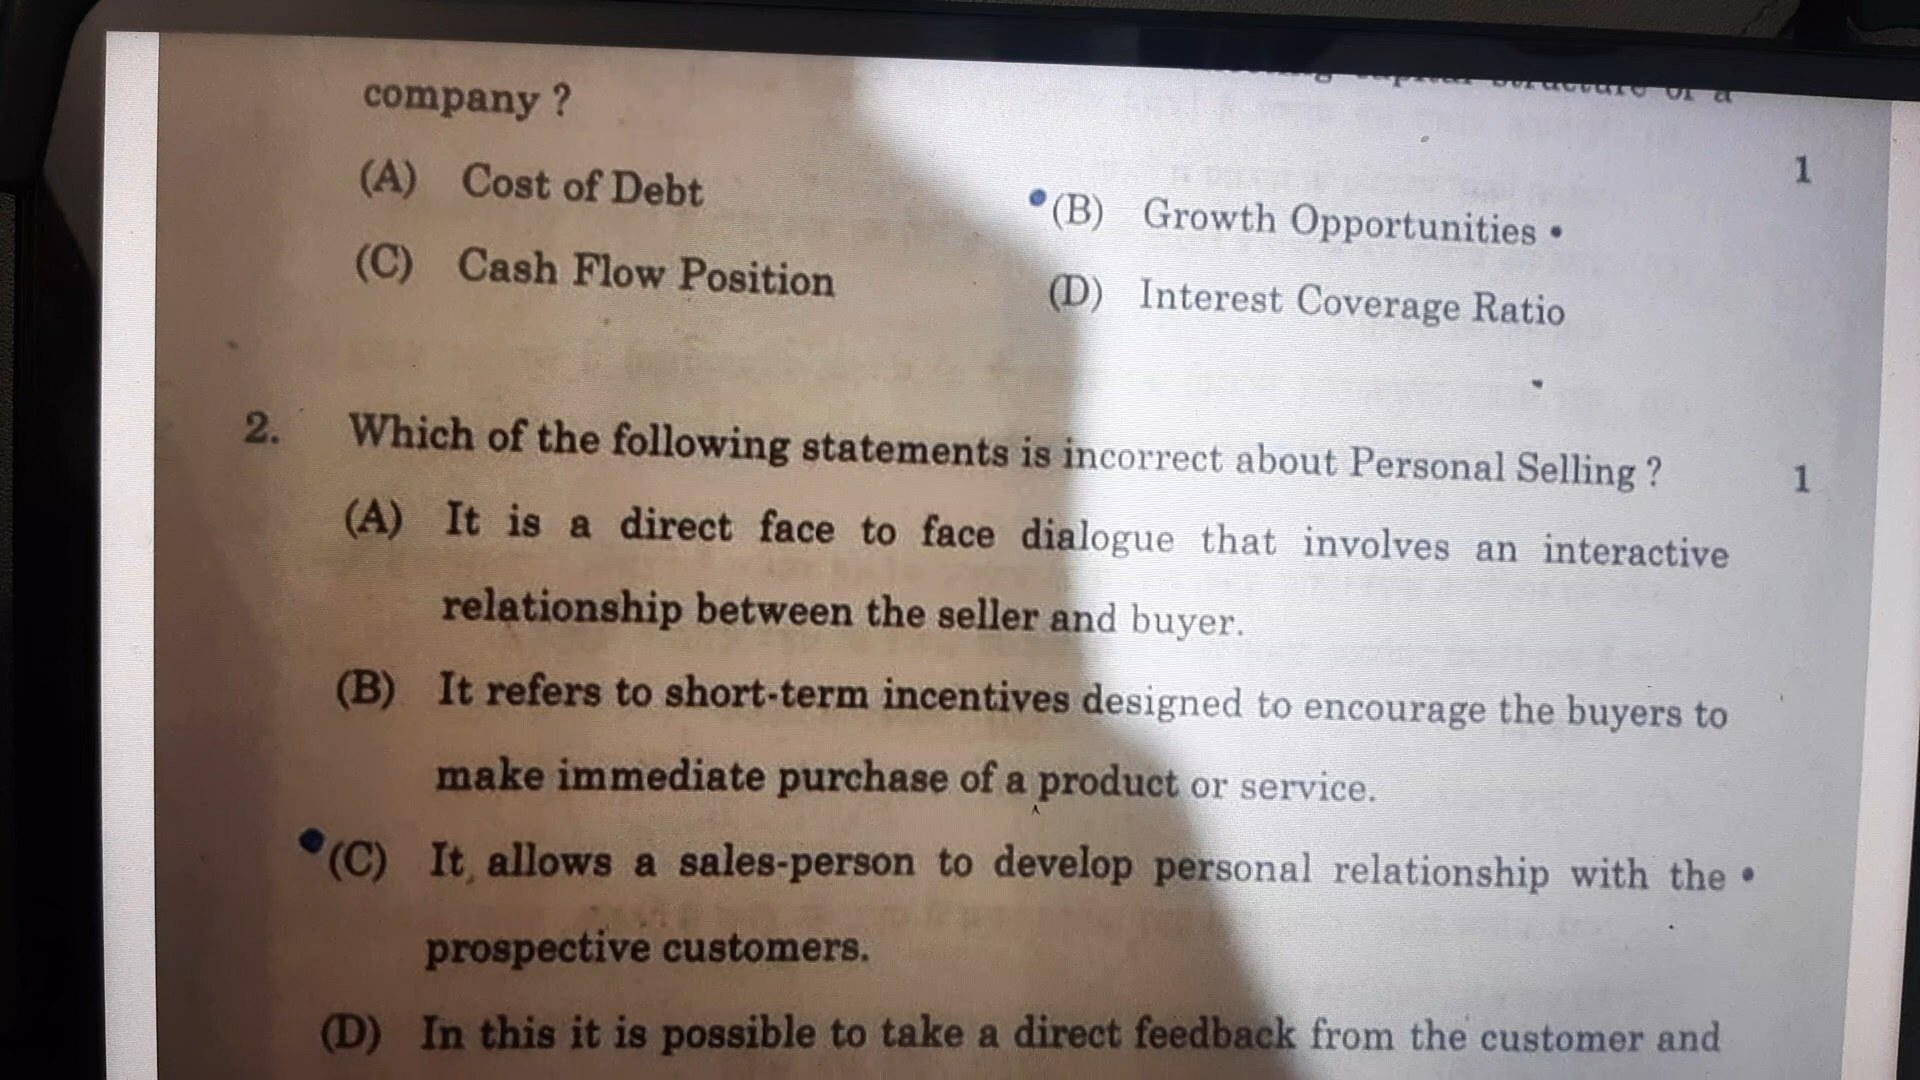 capital structure of a
company ?
1
(A) Cost of Debt
(B) Growth Opportunities
(C) Cash Flow Position
(D) Interest Coverage Ratio
2. Which of the following statements is incorrect about Personal Selling ? 1
(A) It is a direct face to face dialogue that involves an interactive
relationship between the seller and buyer.
(B) It refers to short-term incentives designed to encourage the buyers to
make immediate purchase of a product or service.
(C) It allows a sales-person to develop personal relationship with the
prospective customers.
(D) In this it is possible to take a direct feedback from the customer and